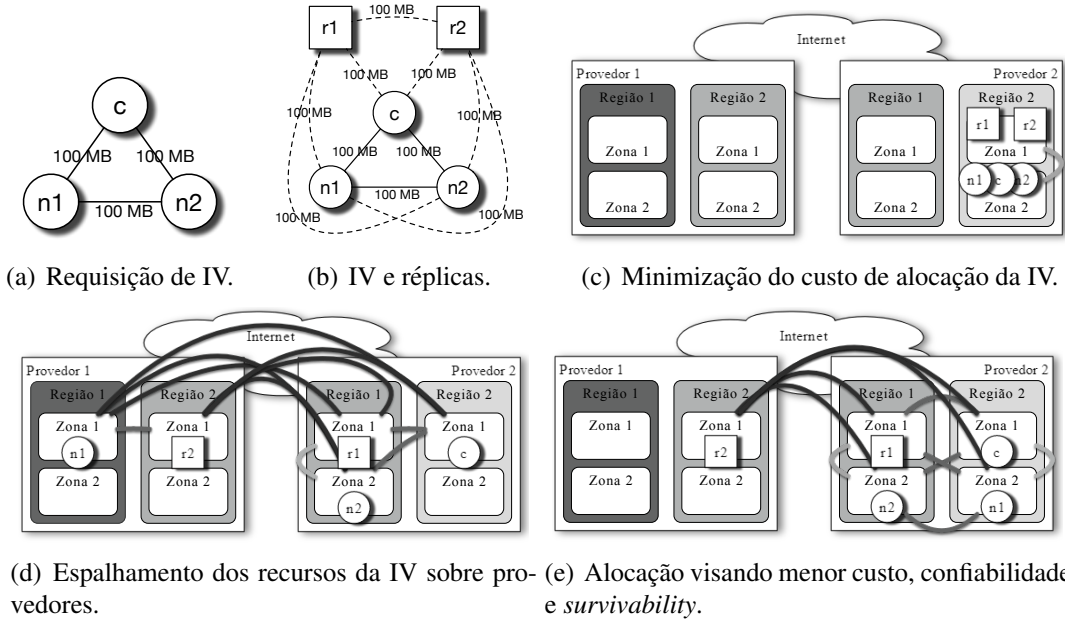 c
100 MB
100 MB
n1
n2
100 MB
(a) Requisição de IV.
r1
100 MB
r2
100 MB
100 MB
100 MB
100 MB
c
100 MB
100 MB
n1
n2
100 MB
100 MB
100 MB
(b) IV e réplicas.
Internet
Provedor 1
Provedor 2
Região 1
Região 2
Região 1
Região 2
r1
r2
Zona 1
Zona 1
Zona 1
Zona 1
n1
c
n2
Zona 2
Zona 2
Zona 2
Zona 2
(c) Minimização do custo de alocação da IV.
Internet
Provedor 1
Provedor 2
Região 1
Região 2
Região 1
Região 2
Zona 1
Zona 1
Zona 1
Zona 1
n1
r2
r1
c
Zona 2
Zona 2
Zona 2
Zona 2
n2
(d) Espalhamento dos recursos da IV sobre pro-
vedores.
Internet
Provedor 1
Provedor 2
Região 1
Região 2
Região 1
Região 2
Zona 1
Zona 1
Zona 1
Zona 1
r2
r1
c
Zona 2
Zona 2
Zona 2
Zona 2
n2
n1
(e) Alocação visando menor custo, confiabilidade
e survivability.